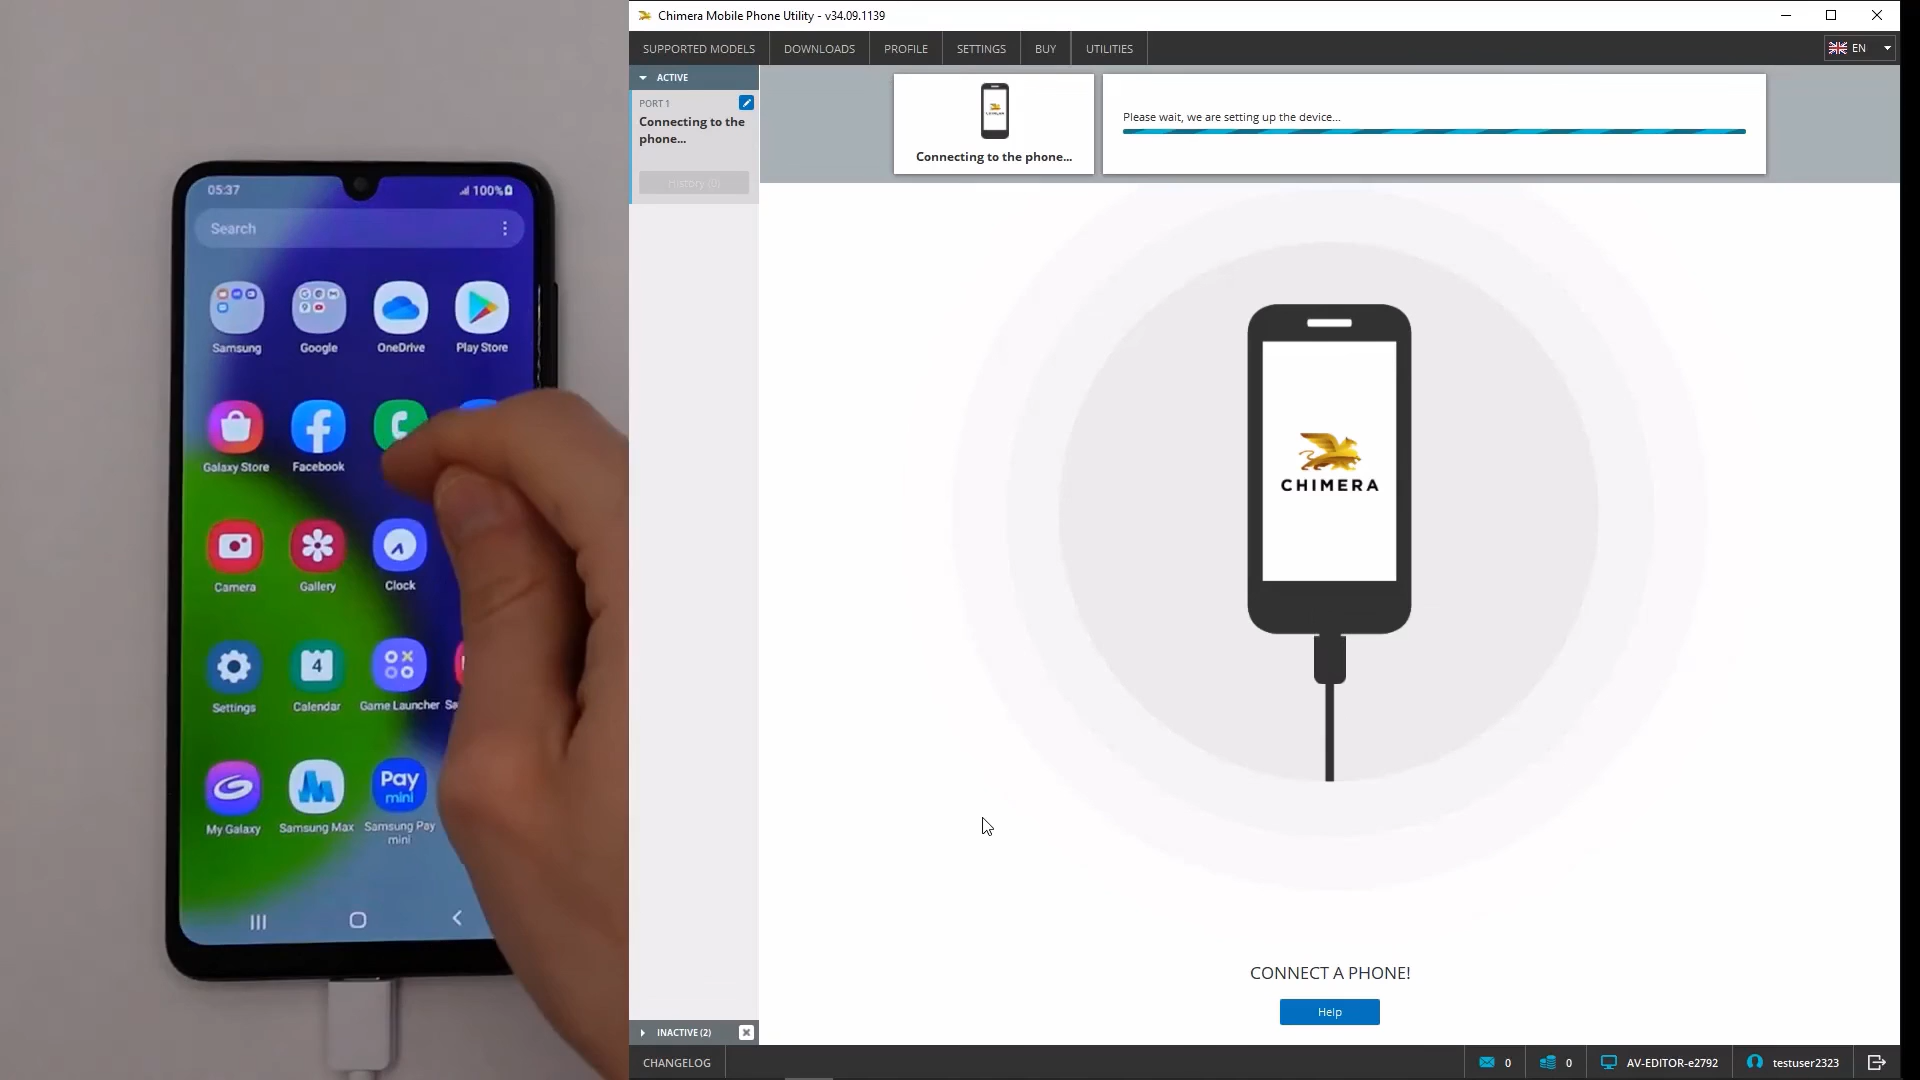 05:37
100%
Search
Samsung
Google
OneDrive
Play Store
Galaxy Store
Facebook
Camera
Gallery
Clock
Settings
4
Calendar
Game Launcher
Sa
My Galaxy
Samsung Max
Pay
mini
Samsung Pay
mini
Chimera Mobile Phone Utility - v34.09.1139
SUPPORTED MODELS
DOWNLOADS
PROFILE
SETTINGS
BUY
UTILITIES
EN
ACTIVE
PORT 1
Connecting to the
phone...
History (0)
Connecting to the phone...
Please wait, we are setting up the device...
CHIMERA
CONNECT A PHONE!
Help
INACTIVE (2)
CHANGELOG
0
0
AV-EDITOR-e2792
testuser2323